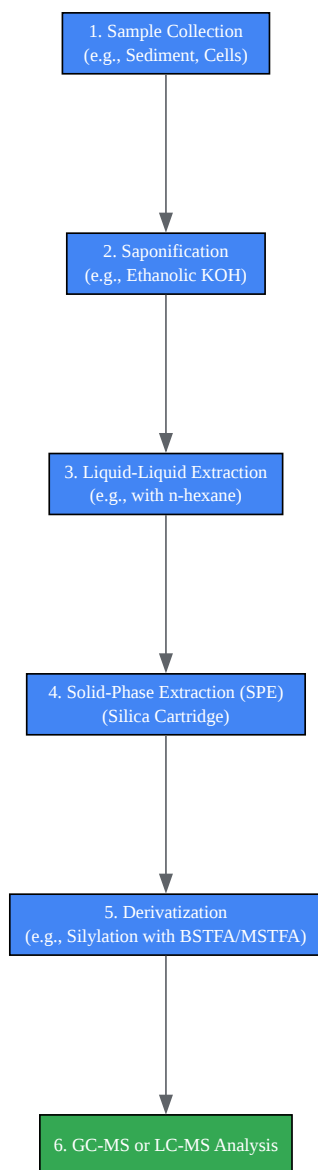 1. Sample Collection
(e.g., Sediment, Cells)
2. Saponification
(e.g., Ethanolic KOH)
3. Liquid-Liquid Extraction
(e.g., with n-hexane)
4. Solid-Phase Extraction (SPE)
(Silica Cartridge)
5. Derivatization
(e.g., Silylation with BSTFA/MSTFA)
6. GC-MS or LC-MS Analysis